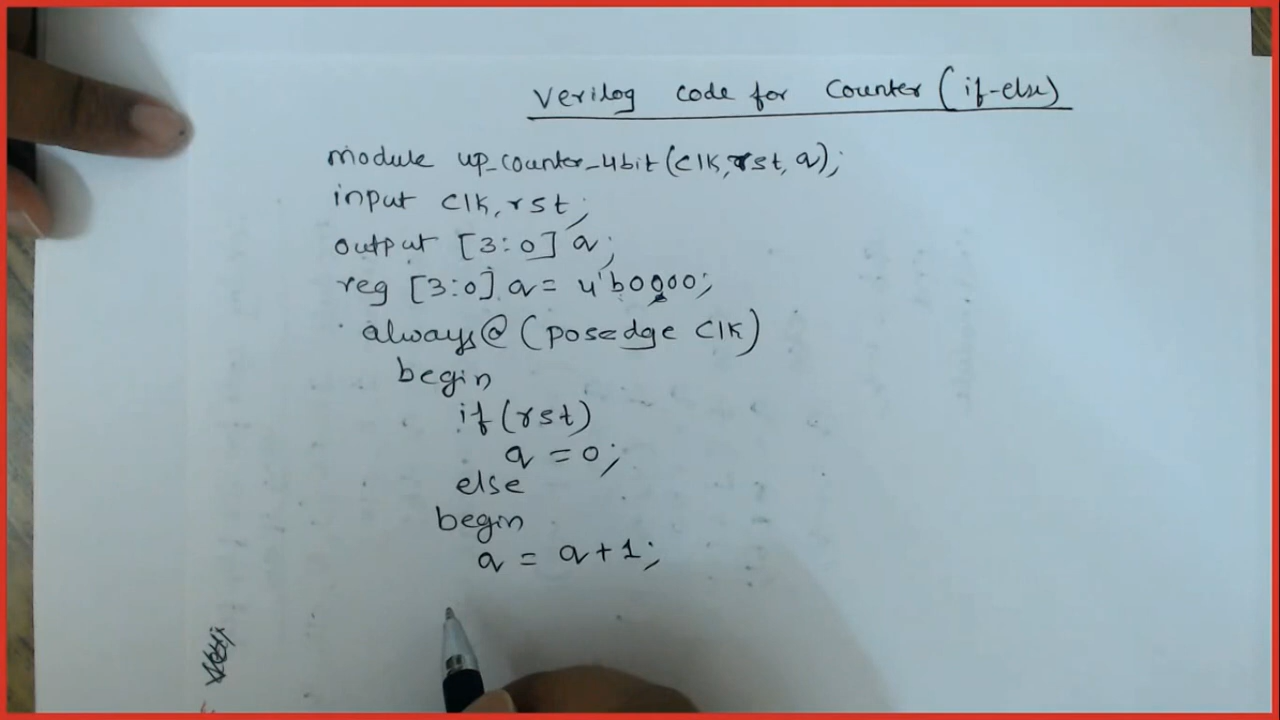 Verilog code for Counter (if-else)
module up_counter_4bit(clk, rst, q);
input clk, rst;
output [3:0] q;
reg [3:0] q = 4'b0000;
always@(posedge clk)
begin
if(rst)
q = 0;
else
begin
q = q+1;